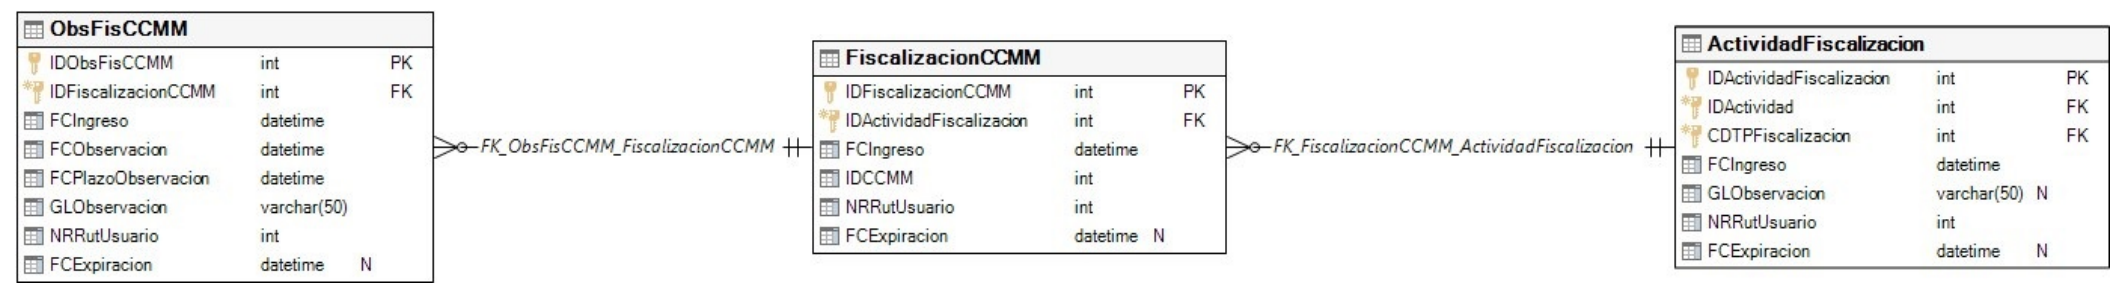 ObsFisCCMM
IDObsFisCCMM int PK
IDFiscalizacionCCMM int FK
FCIngreso datetime
FCObservacion datetime
FCPlazoObservacion datetime
GLObservacion varchar(50)
NRRutUsuario int
FCExpiracion datetime N
FK_ObsFisCCMM_FiscalizacionCCMM
FiscalizacionCCMM
IDFiscalizacionCCMM int PK
IDActividadFiscalizacion int FK
FCIngreso datetime
IDCCMM int
NRRutUsuario int
FCExpiracion datetime N
FK_FiscalizacionCCMM_ActividadFiscalizacion
ActividadFiscalizacion
IDActividadFiscalizacion int PK
IDActividad int FK
CDTPFiscalizacion int FK
FCIngreso datetime
GLObservacion varchar(50) N
NRRutUsuario int
FCExpiracion datetime N